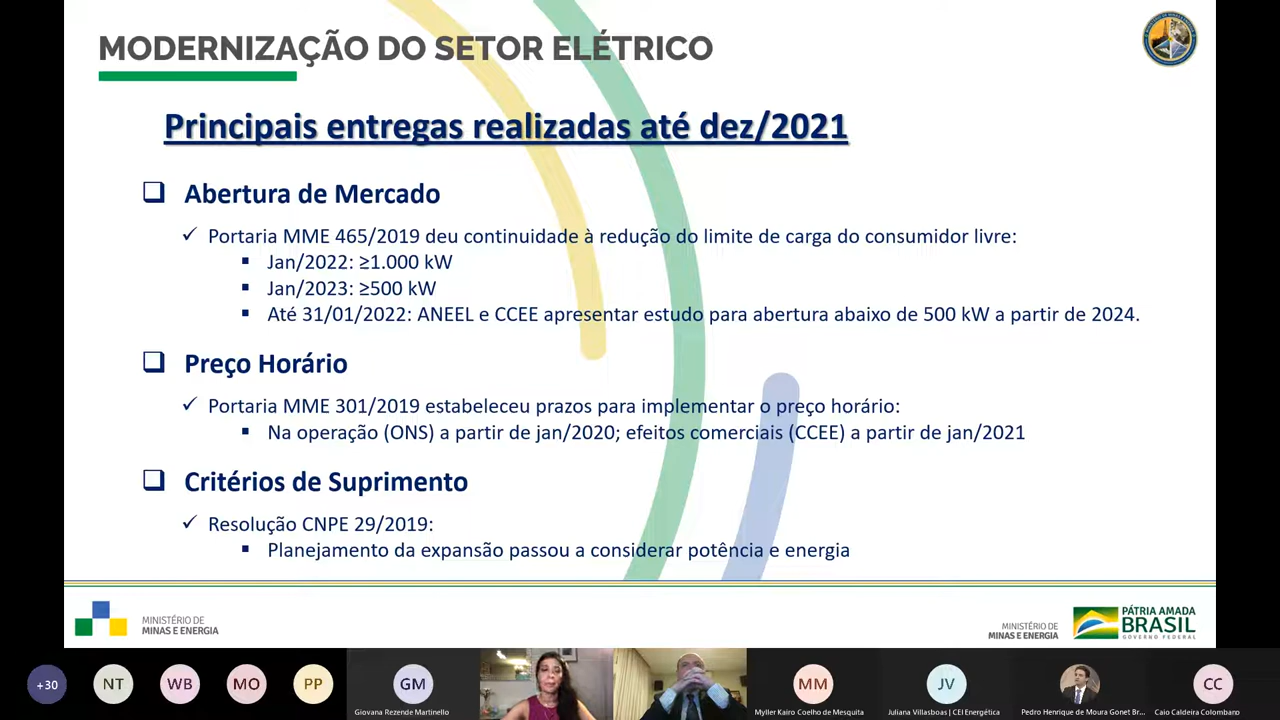 MODERNIZAÇÃO DO SETOR ELÉTRICO
Principais entregas realizadas até dez/2021
❑ Abertura de Mercado
✓ Portaria MME 465/2019 deu continuidade à redução do limite de carga do consumidor livre:
▪ Jan/2022: ≥1.000 kW
▪ Jan/2023: ≥500 kW
▪ Até 31/01/2022: ANEEL e CCEE apresentar estudo para abertura abaixo de 500 kW a partir de 2024.
❑ Preço Horário
✓ Portaria MME 301/2019 estabeleceu prazos para implementar o preço horário:
▪ Na operação (ONS) a partir de jan/2020; efeitos comerciais (CCEE) a partir de jan/2021
❑ Critérios de Suprimento
✓ Resolução CNPE 29/2019:
▪ Planejamento da expansão passou a considerar potência e energia
MINISTÉRIO DE
MINAS E ENERGIA
MINISTÉRIO DE
MINAS E ENERGIA
PÁTRIA AMADA
BRASIL
GOVERNO FEDERAL
+30
NT
WB
MO
PP
GM
MM
JV
CC
Giovana Rezende Martinello
Myller Kairo Coelho de Mesquita
Juliana Villasboas | CEI Energética
Pedro Henrique de Moura Gonet Br...
Caio Caldeira Colombano